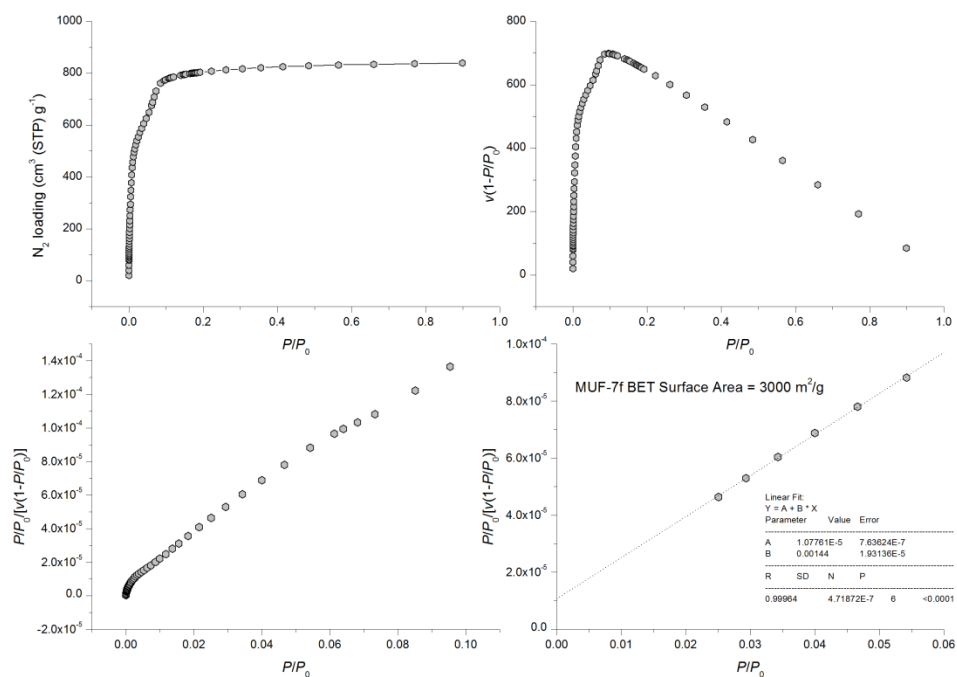 1000
800
600
400
200
0
N₂ loading (cm³ (STP) g⁻¹)
0.0 0.2 0.4 0.6 0.8 1.0
P/P₀
800
600
400
200
0
v(1-P/P₀)
0.0 0.2 0.4 0.6 0.8 1.0
P/P₀
1.4x10⁻⁴
1.2x10⁻⁴
1.0x10⁻⁴
8.0x10⁻⁵
6.0x10⁻⁵
4.0x10⁻⁵
2.0x10⁻⁵
0.0
-2.0x10⁻⁵
P/P₀/[v(1-P/P₀)]
0.00 0.02 0.04 0.06 0.08 0.10
P/P₀
1.0x10⁻⁴
8.0x10⁻⁵
6.0x10⁻⁵
4.0x10⁻⁵
2.0x10⁻⁵
0.0
P/P₀/[v(1-P/P₀)]
MUF-7f BET Surface Area = 3000 m²/g
Linear Fit:
Y = A + B * X
Parameter Value Error
A 1.07761E-5 7.63624E-7
B 0.00144 1.93136E-5
R SD N P
0.99964 4.71872E-7 6 <0.0001
0.00 0.01 0.02 0.03 0.04 0.05 0.06
P/P₀